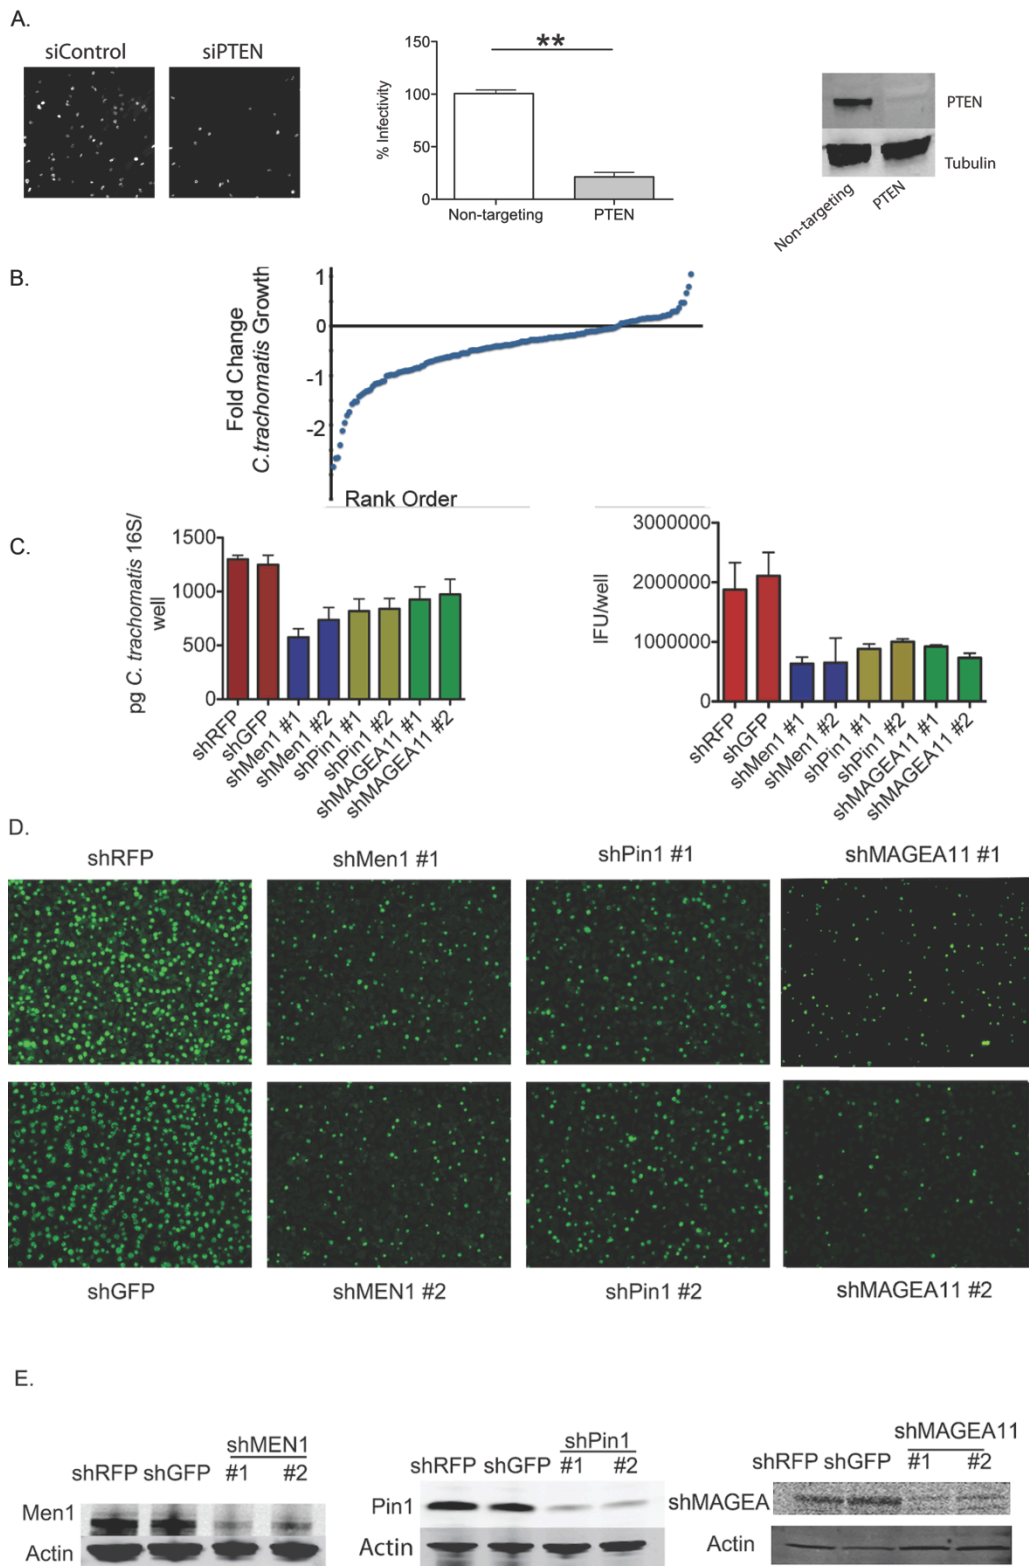 A.
siControl siPTEN
% Infectivity
150
100
50
0
**
Non-targeting PTEN
PTEN
Tubulin
Non-targeting
PTEN
B.
Fold Change
C.trachomatis Growth
1
0
-1
-2
Rank Order
C.
pg C. trachomatis 16S/
well
1500
1000
500
0
shRFP
shGFP
shMen1 #1
shMen1 #2
shPin1 #1
shPin1 #2
shMAGEA11 #1
shMAGEA11 #2
IFU/well
3000000
2000000
1000000
0
shRFP
shGFP
shMen1 #1
shMen1 #2
shPin1 #1
shPin1 #2
shMAGEA11 #1
shMAGEA11 #2
D.
shRFP shMen1 #1 shPin1 #1 shMAGEA11 #1
shGFP shMEN1 #2 shPin1 #2 shMAGEA11 #2
E.
shMEN1
shRFP shGFP #1 #2
Men1
Actin
shPin1
shRFP shGFP #1 #2
Pin1
Actin
shMAGEA11
shRFP shGFP #1 #2
shMAGEA
Actin